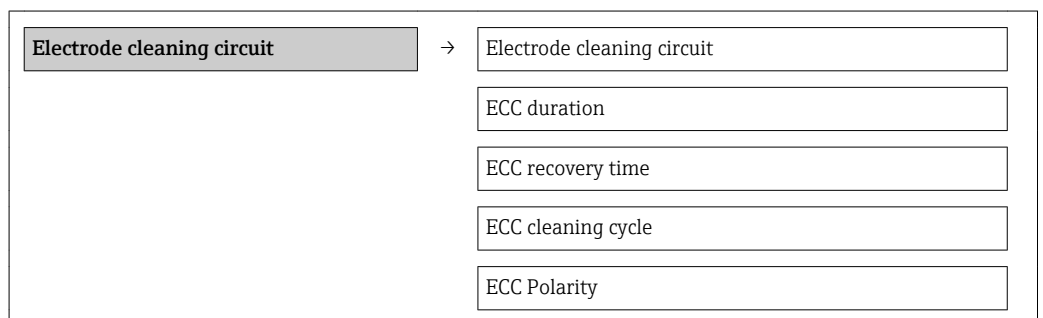 Electrode cleaning circuit → Electrode cleaning circuit
ECC duration
ECC recovery time
ECC cleaning cycle
ECC Polarity